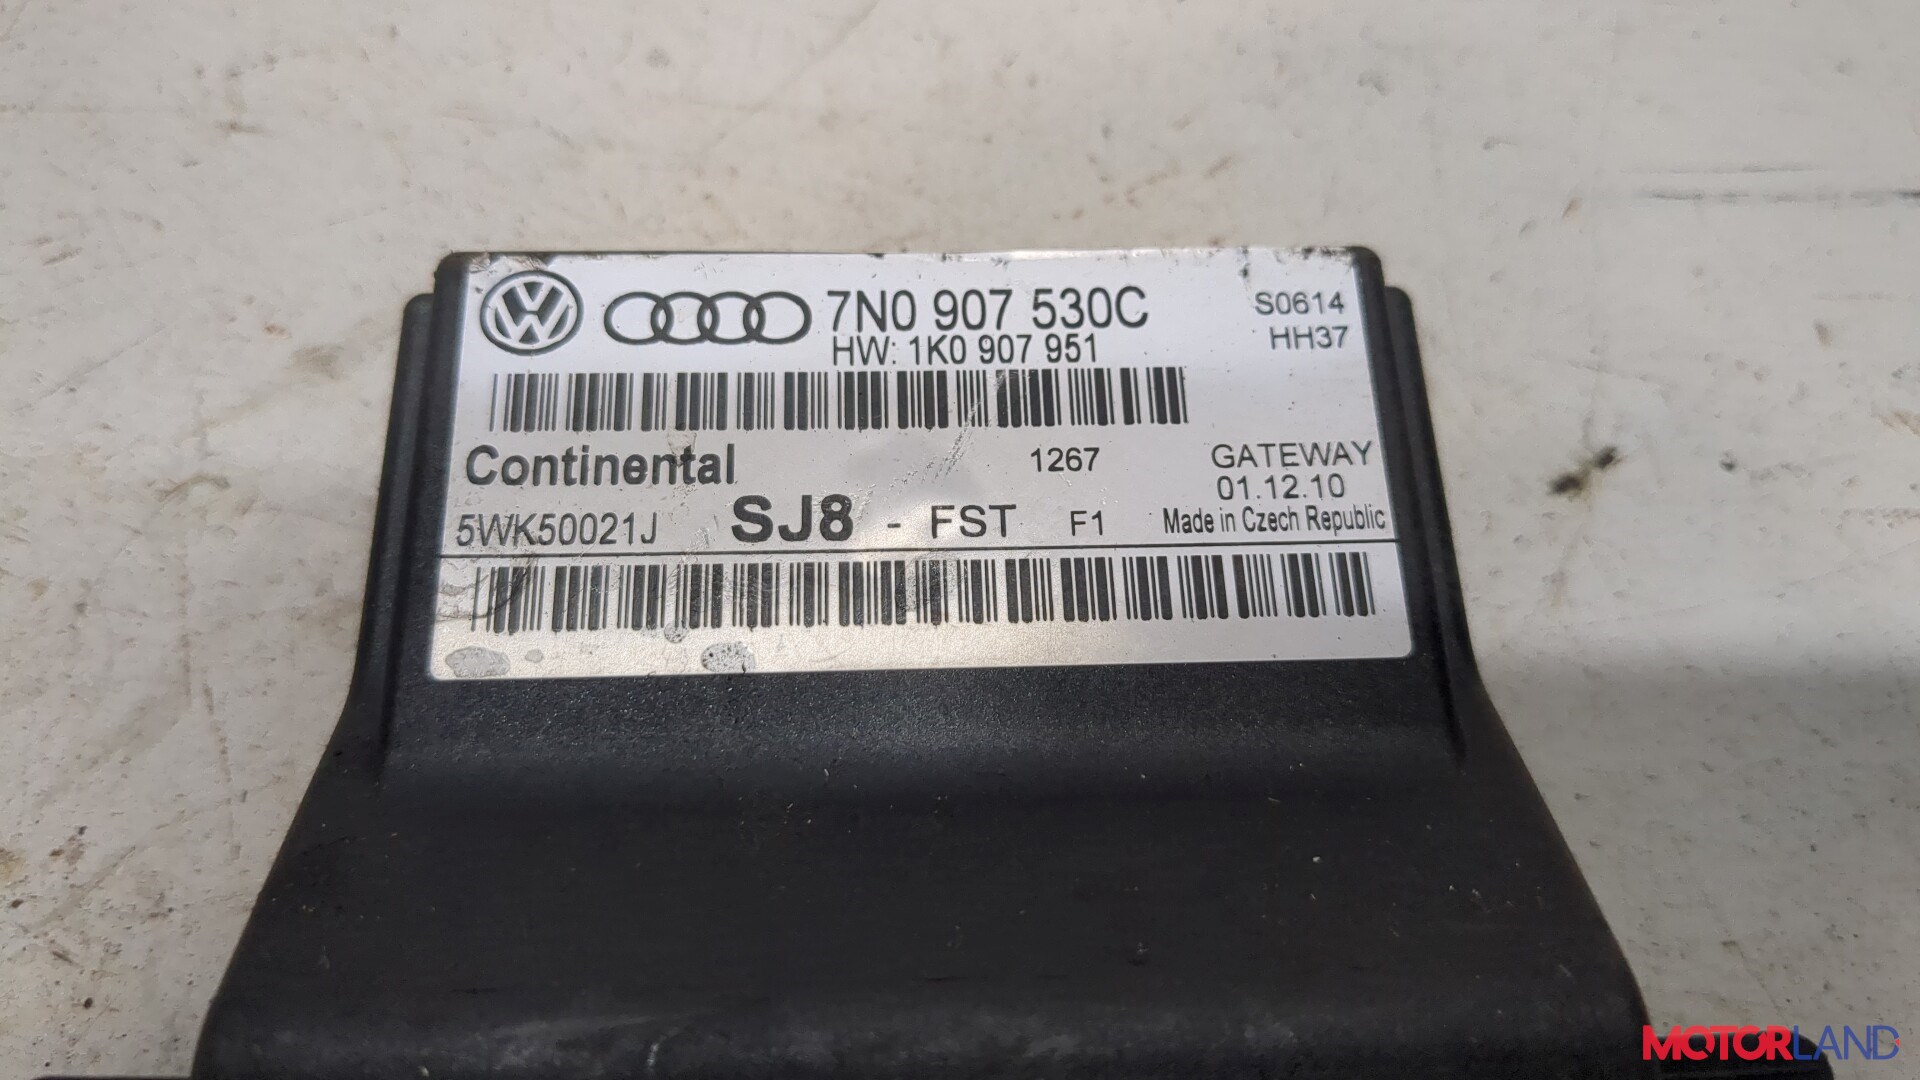 7N0 907 530C
HW: 1K0 907 951
S0614
HH37
Continental
1267
GATEWAY
01.12.10
5WK50021J
SJ8 - FST F1
Made in Czech Republic
MOTORLAND